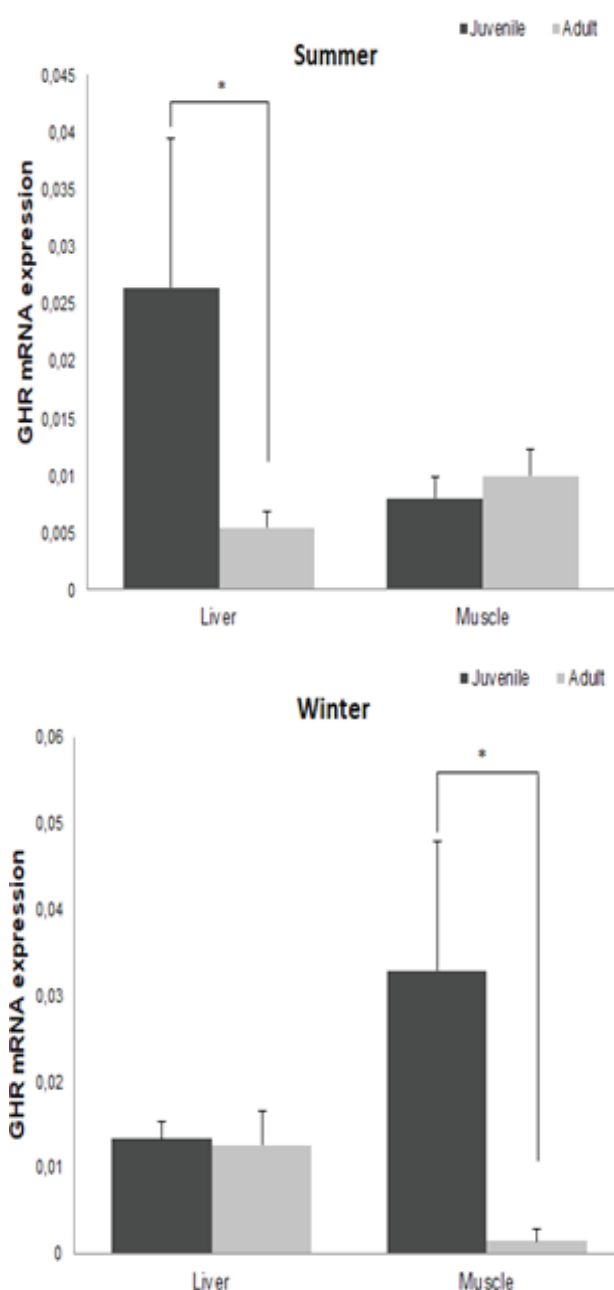 Juvenile Adult
Summer
*
GHR mRNA expression
0,045
0,04
0,035
0,03
0,025
0,02
0,015
0,01
0,005
0
Liver Muscle
Juvenile Adult
Winter
*
GHR mRNA expression
0,06
0,05
0,04
0,03
0,02
0,01
0
Liver Muscle